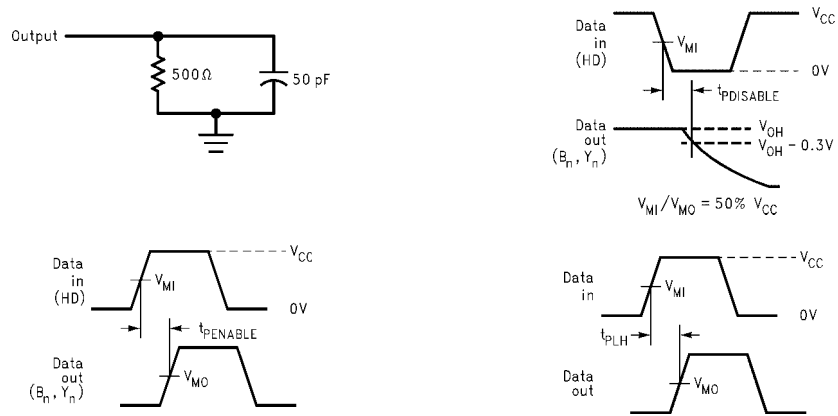 Output
500Ω
50 pF
Data
in
(HD)
V_CC
V_MI
0V
t_PDISABLE
Data
out
(B_n, Y_n)
V_OH
V_OH – 0.3V
V_MI/V_MO = 50% V_CC
Data
in
(HD)
V_CC
V_MI
0V
t_PENABLE
Data
out
(B_n, Y_n)
V_MO
Data
in
V_CC
V_MI
0V
t_PLH
Data
out
V_MO